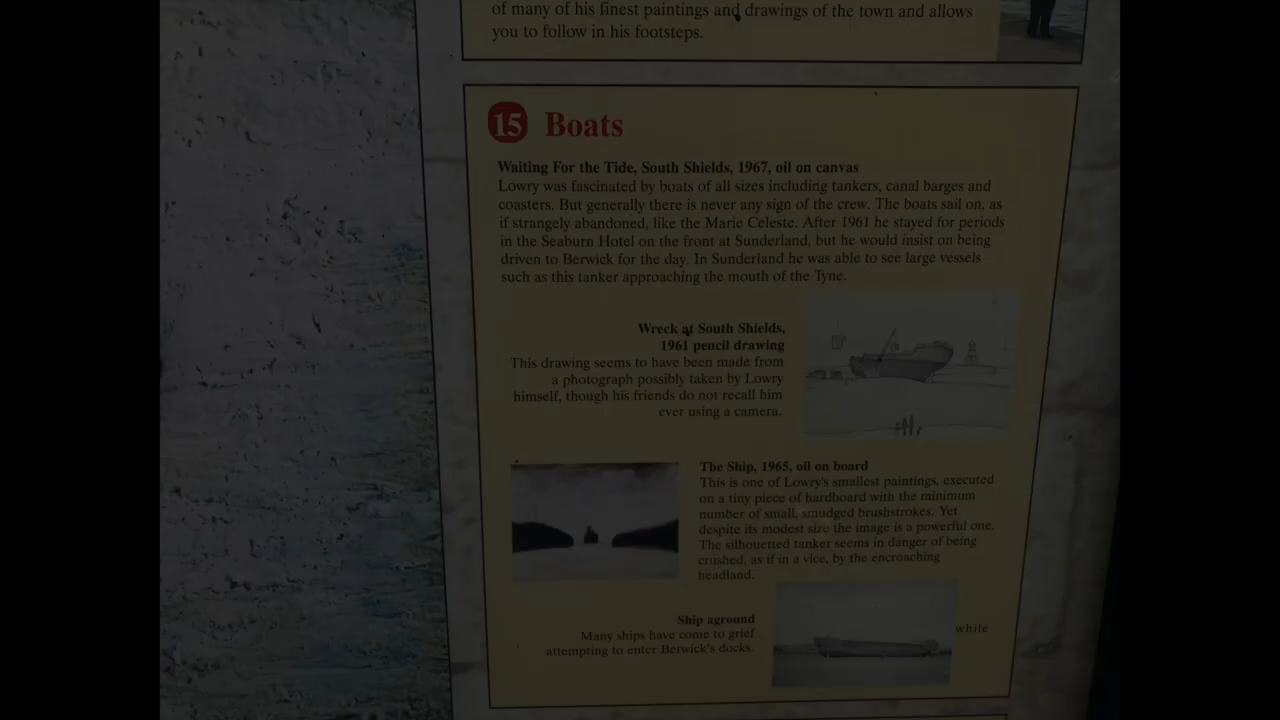 of many of his finest paintings and drawings of the town and allows
you to follow in his footsteps.
15 Boats
Waiting For the Tide, South Shields, 1967, oil on canvas
Lowry was fascinated by boats of all sizes including tankers, canal barges and
coasters. But generally there is never any sign of the crew. The boats sail on, as
if strangely abandoned, like the Marie Celeste. After 1961 he stayed for periods
in the Seaburn Hotel on the front at Sunderland, but he would insist on being
driven to Berwick for the day. In Sunderland he was able to see large vessels
such as this tanker approaching the mouth of the Tyne.
Wreck at South Shields,
1961 pencil drawing
This drawing seems to have been made from
a photograph possibly taken by Lowry
himself, though his friends do not recall him
ever using a camera.
The Ship, 1965, oil on board
This is one of Lowry's smallest paintings, executed
on a tiny piece of hardboard with the minimum
number of small, smudged brushstrokes. Yet
despite its modest size the image is a powerful one.
The silhouetted tanker seems in danger of being
crushed, as if in a vice, by the encroaching
headland.
Ship aground
Many ships have come to grief while
attempting to enter Berwick's docks.